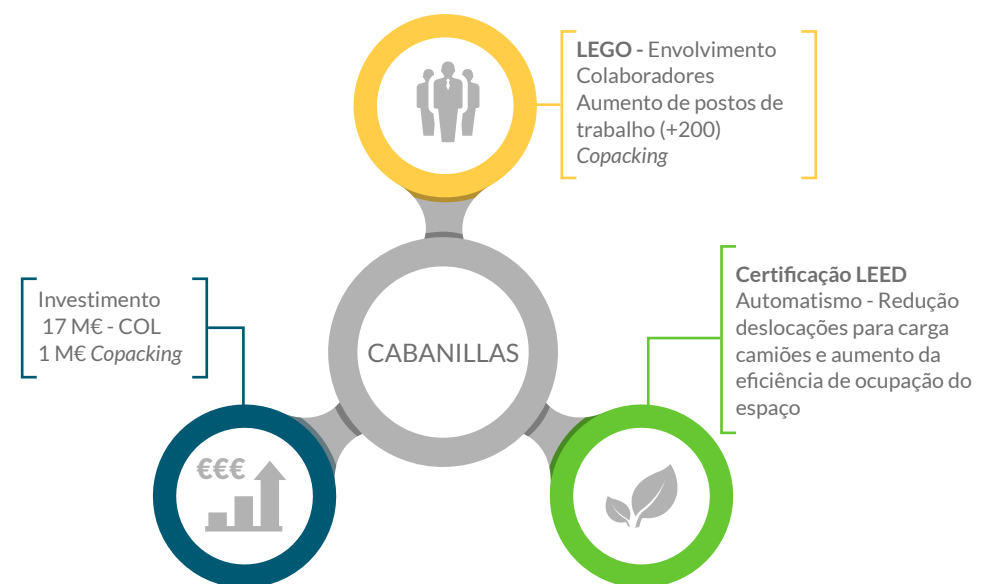 LEGO - Envolvimento
Colaboradores
Aumento de postos de
trabalho (+200)
Copacking
Certificação LEED
Automatismo - Redução
deslocações para carga
camiões e aumento da
eficiência de ocupação do
espaço
Investimento
17 M€ - COL
1 M€ Copacking
CABANILLAS
€€€